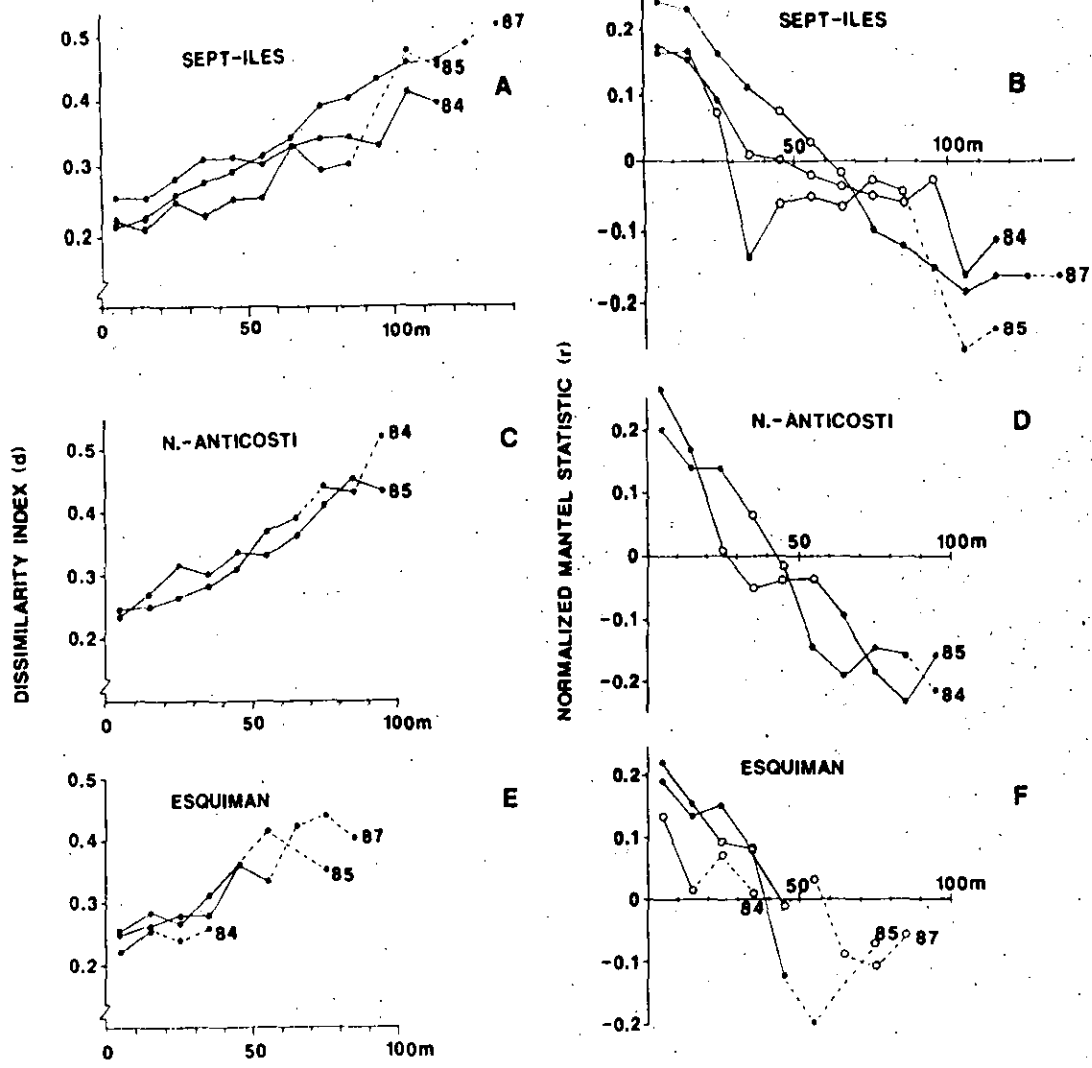 SEPT-ILES
A
0.5
0.4
0.3
0.2
0
50
100m
87
85
84
SEPT-ILES
B
0.2
0.1
0
-0.1
-0.2
50
100m
84
87
85
DISSIMILARITY INDEX (d)
N.-ANTICOSTI
C
0.5
0.4
0.3
0.2
0
50
100m
84
85
NORMALIZED MANTEL STATISTIC (r)
N.-ANTICOSTI
D
0.2
0.1
0
-0.1
-0.2
50
100m
85
84
ESQUIMAN
E
0.5
0.4
0.3
0.2
0
50
100m
87
85
84
ESQUIMAN
F
0.2
0.1
0
-0.1
-0.2
50
100m
84
85
87